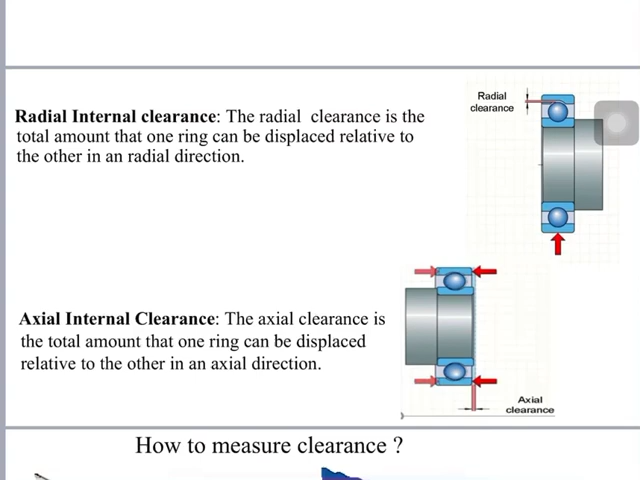 Radial Internal clearance: The radial clearance is the
total amount that one ring can be displaced relative to
the other in an radial direction.
Radial
clearance
Axial Internal Clearance: The axial clearance is
the total amount that one ring can be displaced
relative to the other in an axial direction.
Axial
clearance
How to measure clearance ?